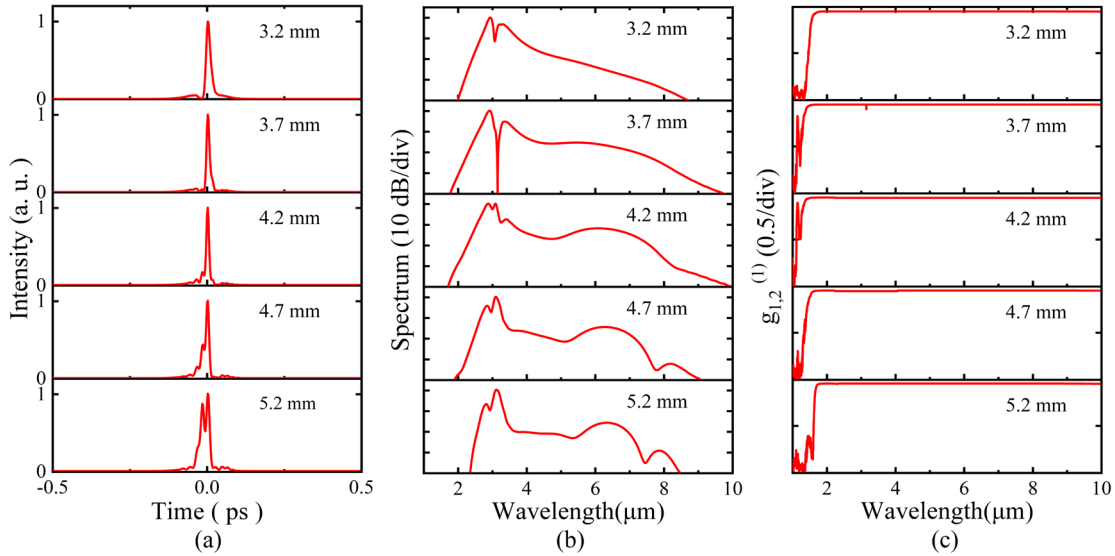 Intensity (a. u. )
1
0
3.2 mm
1
0
3.7 mm
1
0
4.2 mm
1
0
4.7 mm
1
0
5.2 mm
-0.5 0.0 0.5
Time ( ps )
(a)
Spectrum (10 dB/div)
3.2 mm
3.7 mm
4.2 mm
4.7 mm
5.2 mm
2 4 6 8 10
Wavelength(μm)
(b)
g1,2(1) (0.5/div)
3.2 mm
3.7 mm
4.2 mm
4.7 mm
5.2 mm
2 4 6 8 10
Wavelength(μm)
(c)